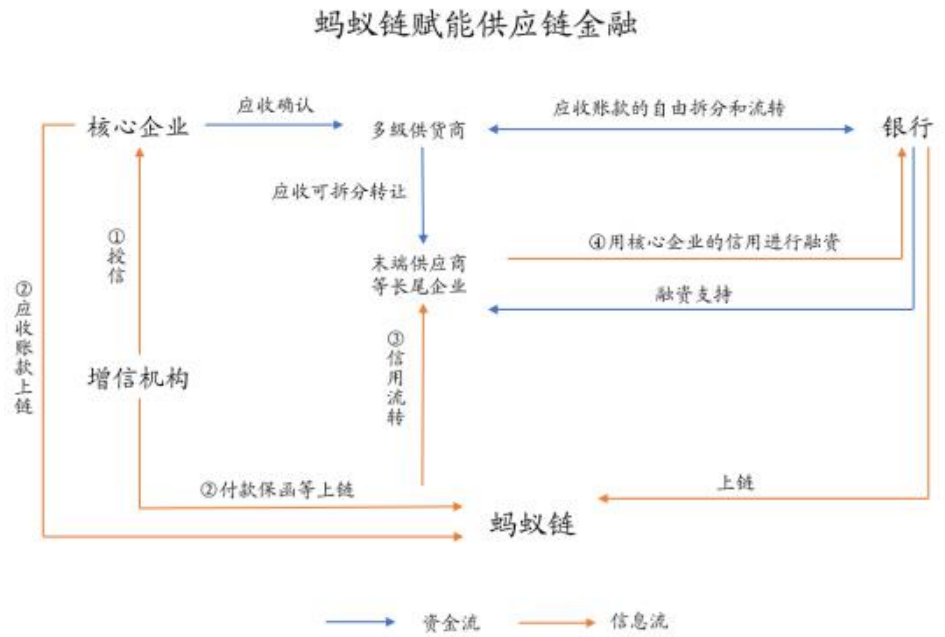 蚂蚁链赋能供应链金融
应收确认
应收账款的自由拆分和流转
核心企业
多级供货商
银行
应收可拆分转让
①授信
④用核心企业的信用进行融资
末端供应商
等长尾企业
②应收账款上链
融资支持
③信用流转
增信机构
②付款保函等上链
上链
蚂蚁链
资金流
信息流